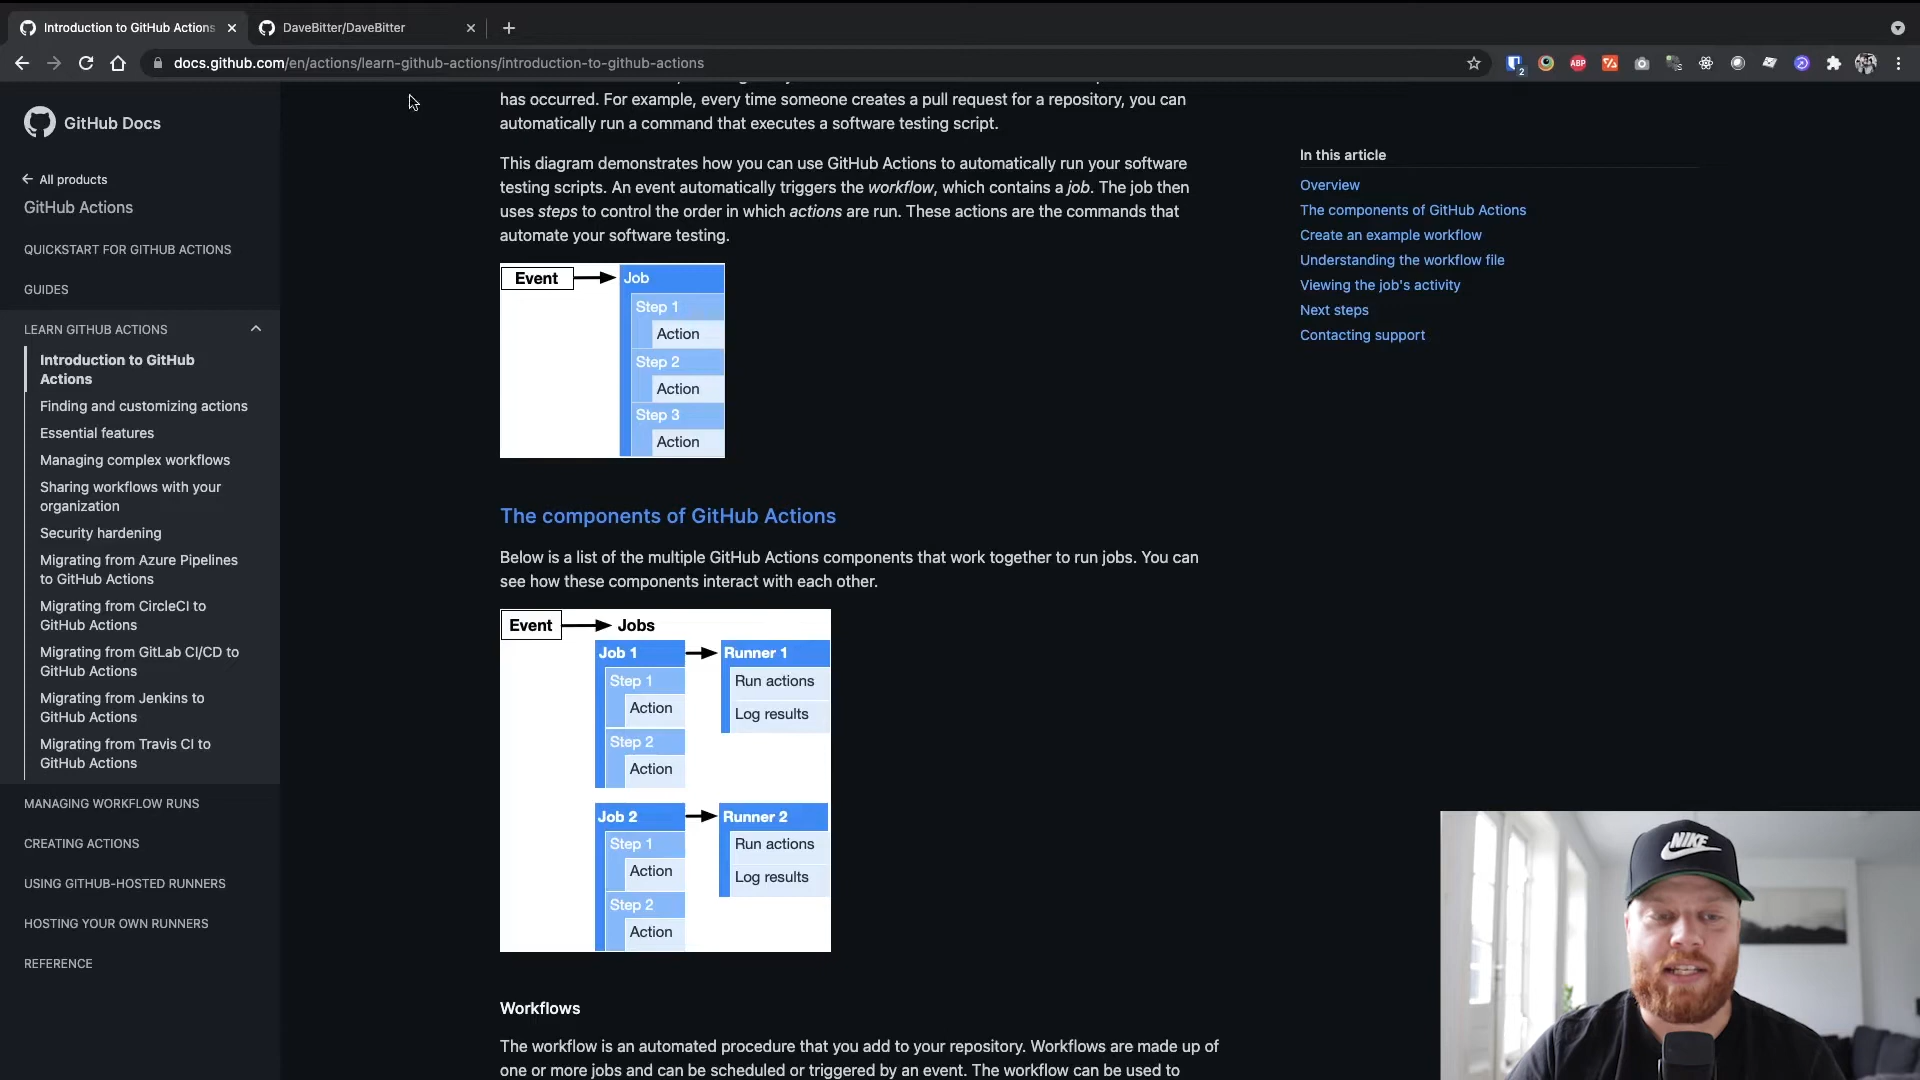 Introduction to GitHub Actions
DaveBitter/DaveBitter
docs.github.com/en/actions/learn-github-actions/introduction-to-github-actions
2
ABP
GitHub Docs
All products
GitHub Actions
QUICKSTART FOR GITHUB ACTIONS
GUIDES
LEARN GITHUB ACTIONS
Introduction to GitHub
Actions
Finding and customizing actions
Essential features
Managing complex workflows
Sharing workflows with your
organization
Security hardening
Migrating from Azure Pipelines
to GitHub Actions
Migrating from CircleCI to
GitHub Actions
Migrating from GitLab CI/CD to
GitHub Actions
Migrating from Jenkins to
GitHub Actions
Migrating from Travis CI to
GitHub Actions
MANAGING WORKFLOW RUNS
CREATING ACTIONS
USING GITHUB-HOSTED RUNNERS
HOSTING YOUR OWN RUNNERS
REFERENCE
has occurred. For example, every time someone creates a pull request for a repository, you can
automatically run a command that executes a software testing script.
This diagram demonstrates how you can use GitHub Actions to automatically run your software
testing scripts. An event automatically triggers the workflow, which contains a job. The job then
uses steps to control the order in which actions are run. These actions are the commands that
automate your software testing.
Event
Job
Step 1
Action
Step 2
Action
Step 3
Action
The components of GitHub Actions
Below is a list of the multiple GitHub Actions components that work together to run jobs. You can
see how these components interact with each other.
Event
Jobs
Job 1
Runner 1
Step 1
Run actions
Action
Log results
Step 2
Action
Job 2
Runner 2
Step 1
Run actions
Action
Log results
Step 2
Action
Workflows
The workflow is an automated procedure that you add to your repository. Workflows are made up of
one or more jobs and can be scheduled or triggered by an event. The workflow can be used to
In this article
Overview
The components of GitHub Actions
Create an example workflow
Understanding the workflow file
Viewing the job's activity
Next steps
Contacting support
NIKE